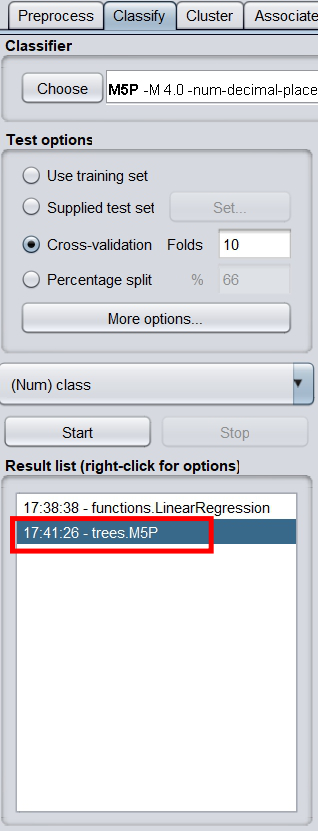 Preprocess Classify Cluster Associate
Classifier
Choose M5P -M 4.0 -num-decimal-place
Test options
Use training set
Supplied test set Set...
Cross-validation Folds 10
Percentage split % 66
More options...
(Num) class
Start Stop
Result list (right-click for options)
17:38:38 - functions.LinearRegression
17:41:26 - trees.M5P